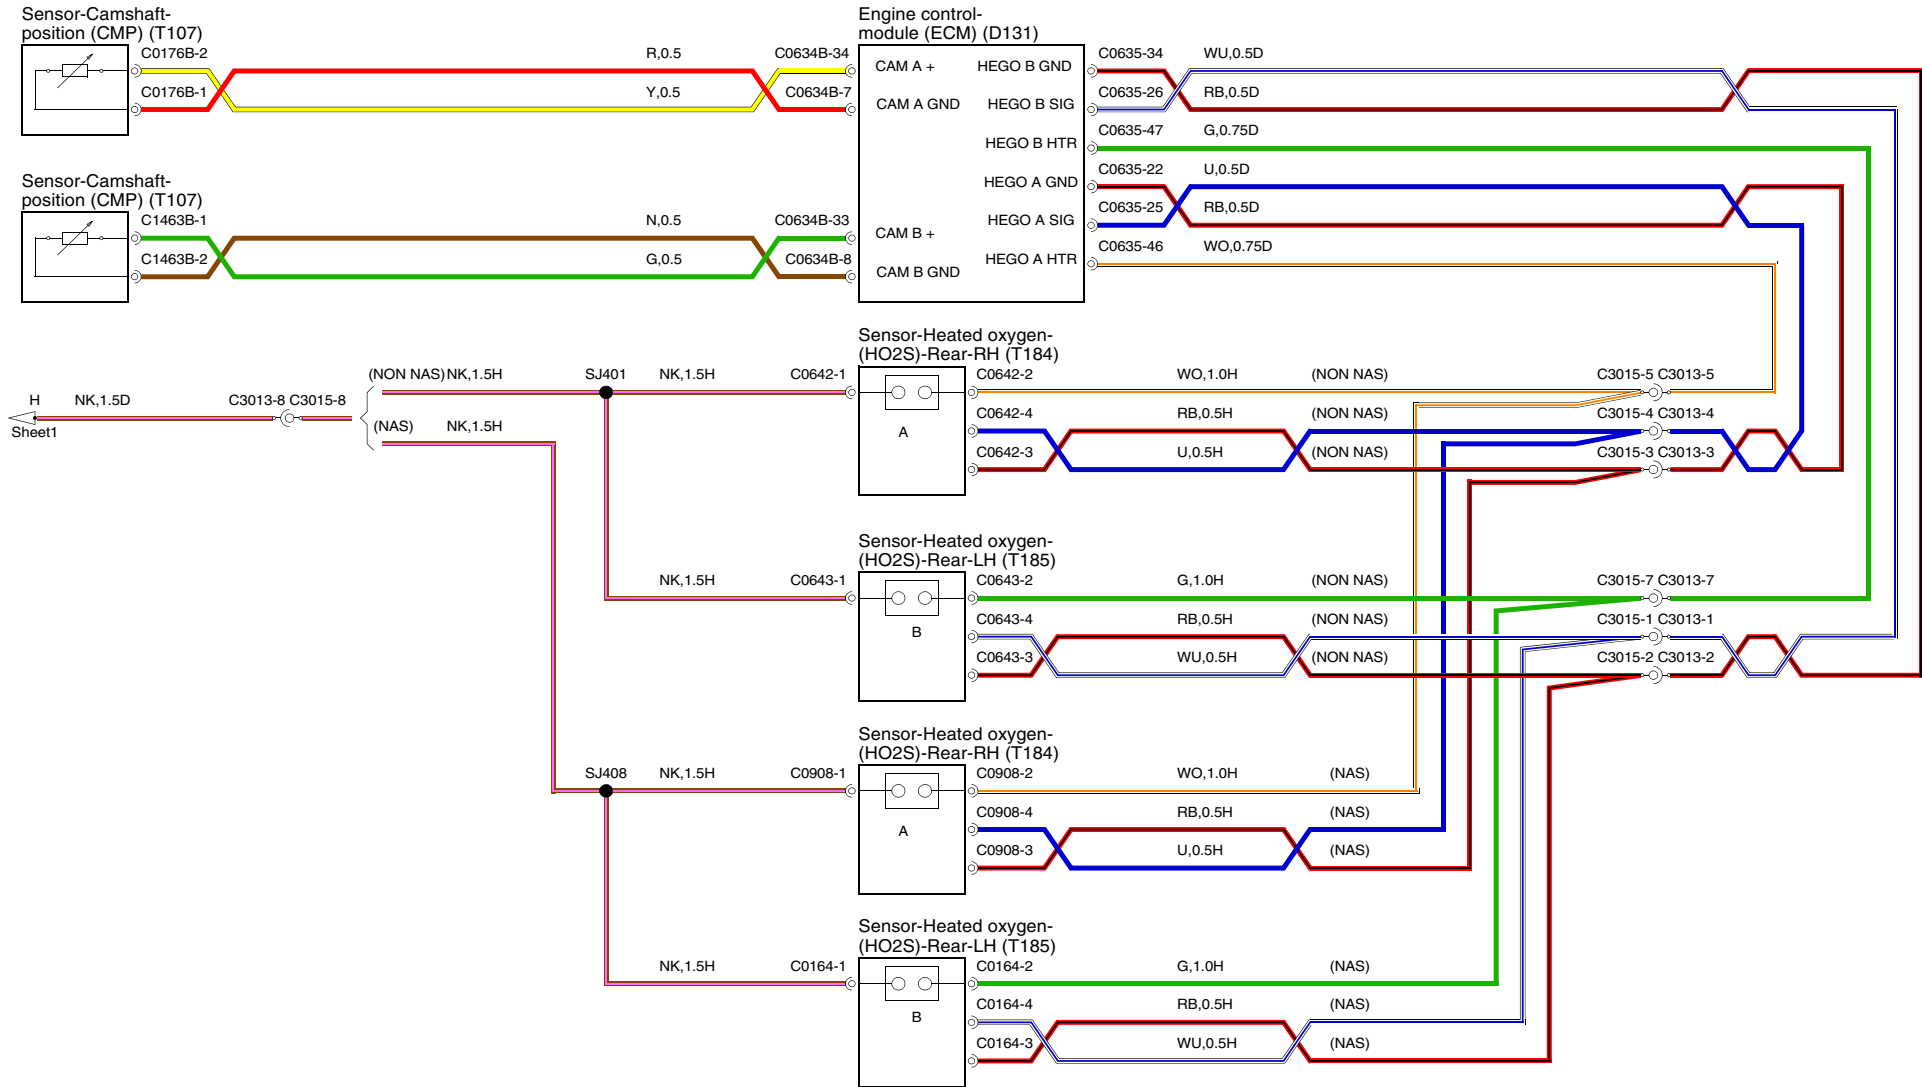 Sensor-Camshaft-
position (CMP) (T107)
C0176B-2
R,0.5
C0634B-34
C0176B-1
Y,0.5
C0634B-7
Sensor-Camshaft-
position (CMP) (T107)
C1463B-1
N,0.5
C0634B-33
C1463B-2
G,0.5
C0634B-8
Engine control-
module (ECM) (D131)
CAM A +
CAM A GND
CAM B +
CAM B GND
HEGO B GND
HEGO B SIG
HEGO B HTR
HEGO A GND
HEGO A SIG
HEGO A HTR
C0635-34
WU,0.5D
C0635-26
RB,0.5D
C0635-47
G,0.75D
C0635-22
U,0.5D
C0635-25
RB,0.5D
C0635-46
WO,0.75D
H
Sheet1
NK,1.5D
C3013-8 C3015-8
(NON NAS) NK,1.5H
(NAS)
NK,1.5H
SJ401
NK,1.5H
C0642-1
Sensor-Heated oxygen-
(HO2S)-Rear-RH (T184)
A
C0642-2
WO,1.0H
(NON NAS)
C3015-5 C3013-5
C0642-4
RB,0.5H
(NON NAS)
C3015-4 C3013-4
C0642-3
U,0.5H
(NON NAS)
C3015-3 C3013-3
NK,1.5H
C0643-1
Sensor-Heated oxygen-
(HO2S)-Rear-LH (T185)
B
C0643-2
G,1.0H
(NON NAS)
C3015-7 C3013-7
C0643-4
RB,0.5H
(NON NAS)
C3015-1 C3013-1
C0643-3
WU,0.5H
(NON NAS)
C3015-2 C3013-2
SJ408
NK,1.5H
C0908-1
Sensor-Heated oxygen-
(HO2S)-Rear-RH (T184)
A
C0908-2
WO,1.0H
(NAS)
C0908-4
RB,0.5H
(NAS)
C0908-3
U,0.5H
(NAS)
NK,1.5H
C0164-1
Sensor-Heated oxygen-
(HO2S)-Rear-LH (T185)
B
C0164-2
G,1.0H
(NAS)
C0164-4
RB,0.5H
(NAS)
C0164-3
WU,0.5H
(NAS)